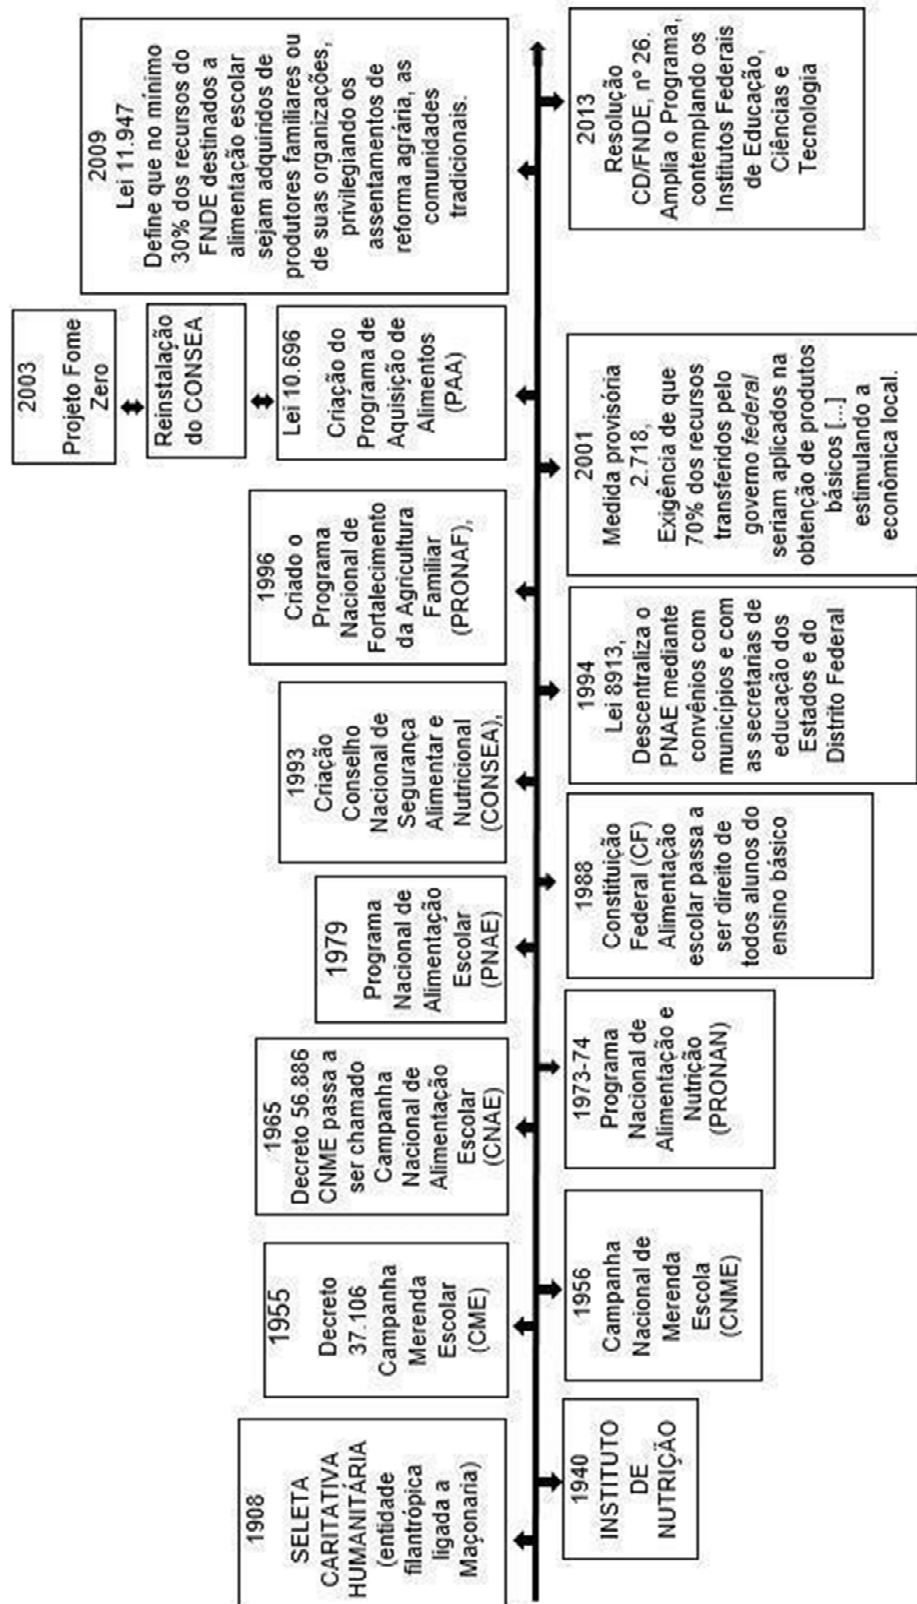 1908
SELETA
CARITATIVA
HUMANITÁRIA
(entidade
filantrópica
ligada a
Maçonaria)
1940
INSTITUTO
DE
NUTRIÇÃO
1955
Decreto
37.106
Campanha
Merenda
Escolar
(CME)
1956
Campanha
Nacional de
Merenda
Escola
(CNME)
1965
Decreto 56.886
CNME passa a
ser chamado
Campanha
Nacional de
Alimentação
Escolar
(CNAE)
1973-74
Programa
Nacional de
Alimentação e
Nutrição
(PRONAN)
1979
Programa
Nacional de
Alimentação
Escolar
(PNAE)
1988
Constituição
Federal (CF)
Alimentação
escolar passa a
ser direito de
todos alunos do
ensino básico
1993
Criação
Conselho
Nacional de
Segurança
Alimentar e
Nutricional
(CONSEA),
1994
Lei 8913,
Descentraliza o
PNAE mediante
convênios com
municípios e com
as secretarias de
educação dos
Estados e do
Distrito Federal
1996
Criado o
Programa
Nacional de
Fortalecimento
da Agricultura
Familiar
(PRONAF),
2001
Medida provisória
2.718,
Exigência de que
70% dos recursos
transferidos pelo
governo federal
seriam aplicados na
obtenção de produtos
básicos [...]
estimulando a
econômica local.
2003
Projeto Fome
Zero
Reinstalação
do CONSEA
Lei 10.696
Criação do
Programa de
Aquisição de
Alimentos
(PAA)
2009
Lei 11.947
Define que no mínimo
30% dos recursos do
FNDE destinados a
alimentação escolar
sejam adquiridos de
produtores familiares ou
de suas organizações,
privilegiando os
assentamentos de
reforma agrária, as
comunidades
tradicionais.
2013
Resolução
CD/FNDE, nº 26.
Amplia o Programa,
contemplando os
Institutos Federais
de Educação,
Ciências e
Tecnologia